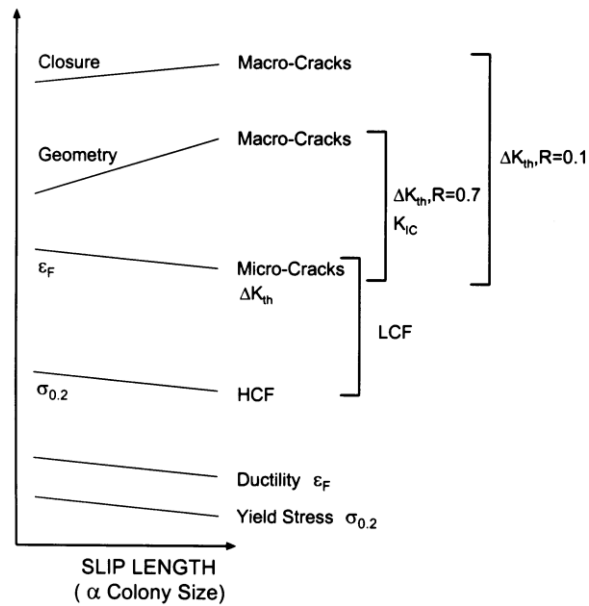 Closure
Macro-Cracks
Geometry
Macro-Cracks
ΔKth,R=0.1
ΔKth,R=0.7
KIC
εF
Micro-Cracks
ΔKth
LCF
σ0.2
HCF
Ductility εF
Yield Stress σ0.2
SLIP LENGTH
( α Colony Size)